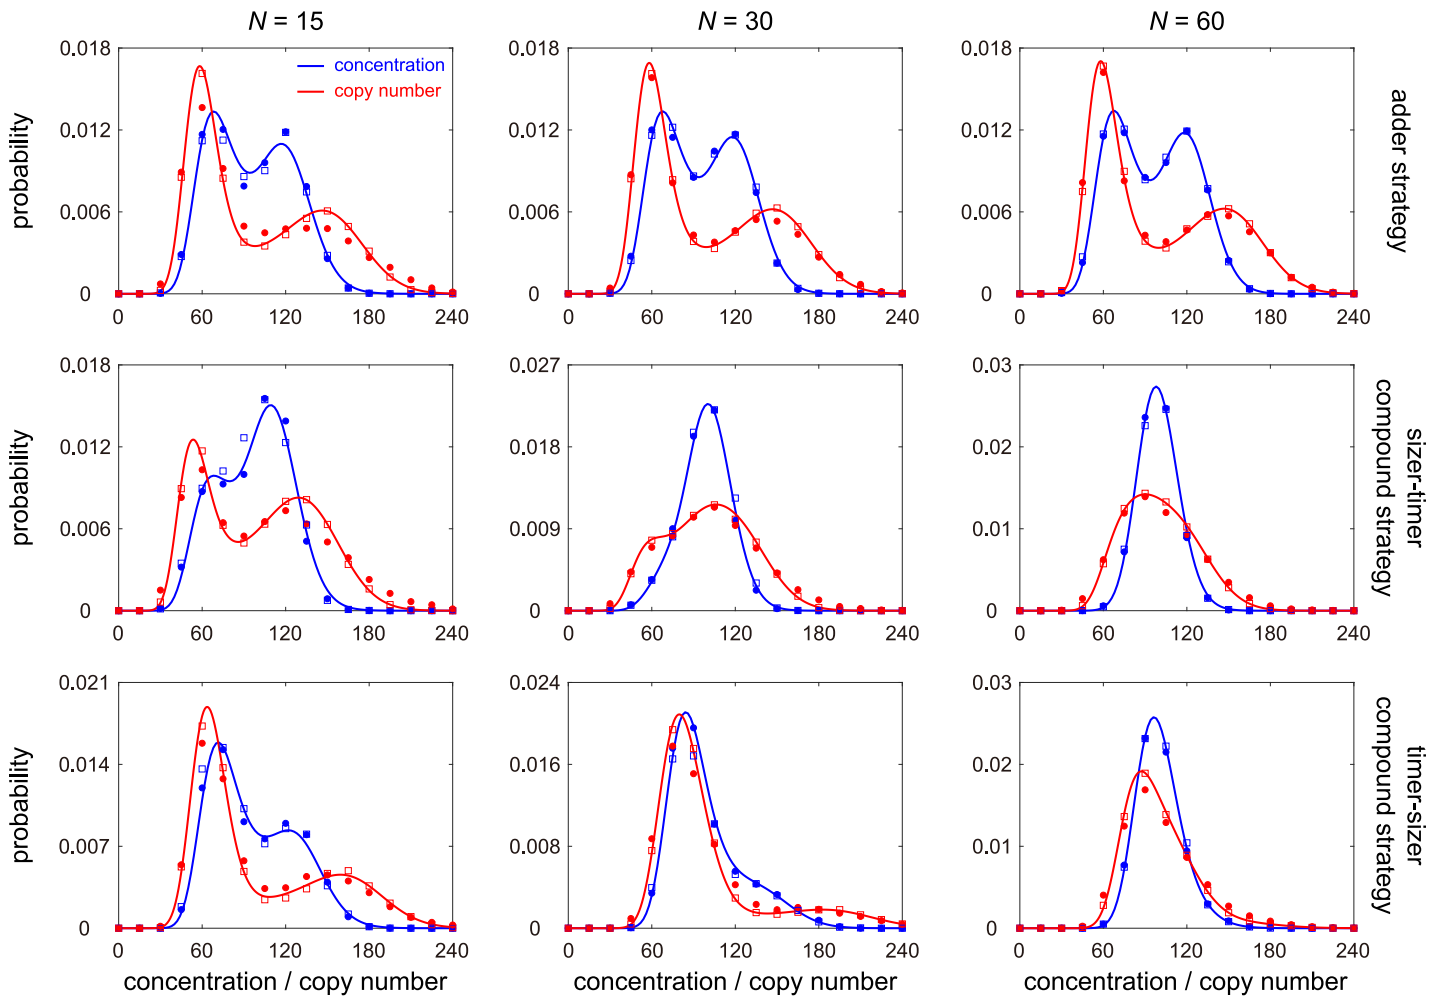 N = 15
N = 30
N = 60
0.018
0.012
0.006
0
probability
concentration
copy number
0 60 120 180 240
0.018
0.012
0.006
0
0 60 120 180 240
0.018
0.012
0.006
0
0 60 120 180 240
adder strategy
0.018
0.012
0.006
0
probability
0 60 120 180 240
0.027
0.018
0.009
0
0 60 120 180 240
0.03
0.02
0.01
0
0 60 120 180 240
sizer-timer
compound strategy
0.021
0.014
0.007
0
probability
0 60 120 180 240
concentration / copy number
0.024
0.016
0.008
0
0 60 120 180 240
concentration / copy number
0.03
0.02
0.01
0
0 60 120 180 240
concentration / copy number
timer-sizer
compound strategy